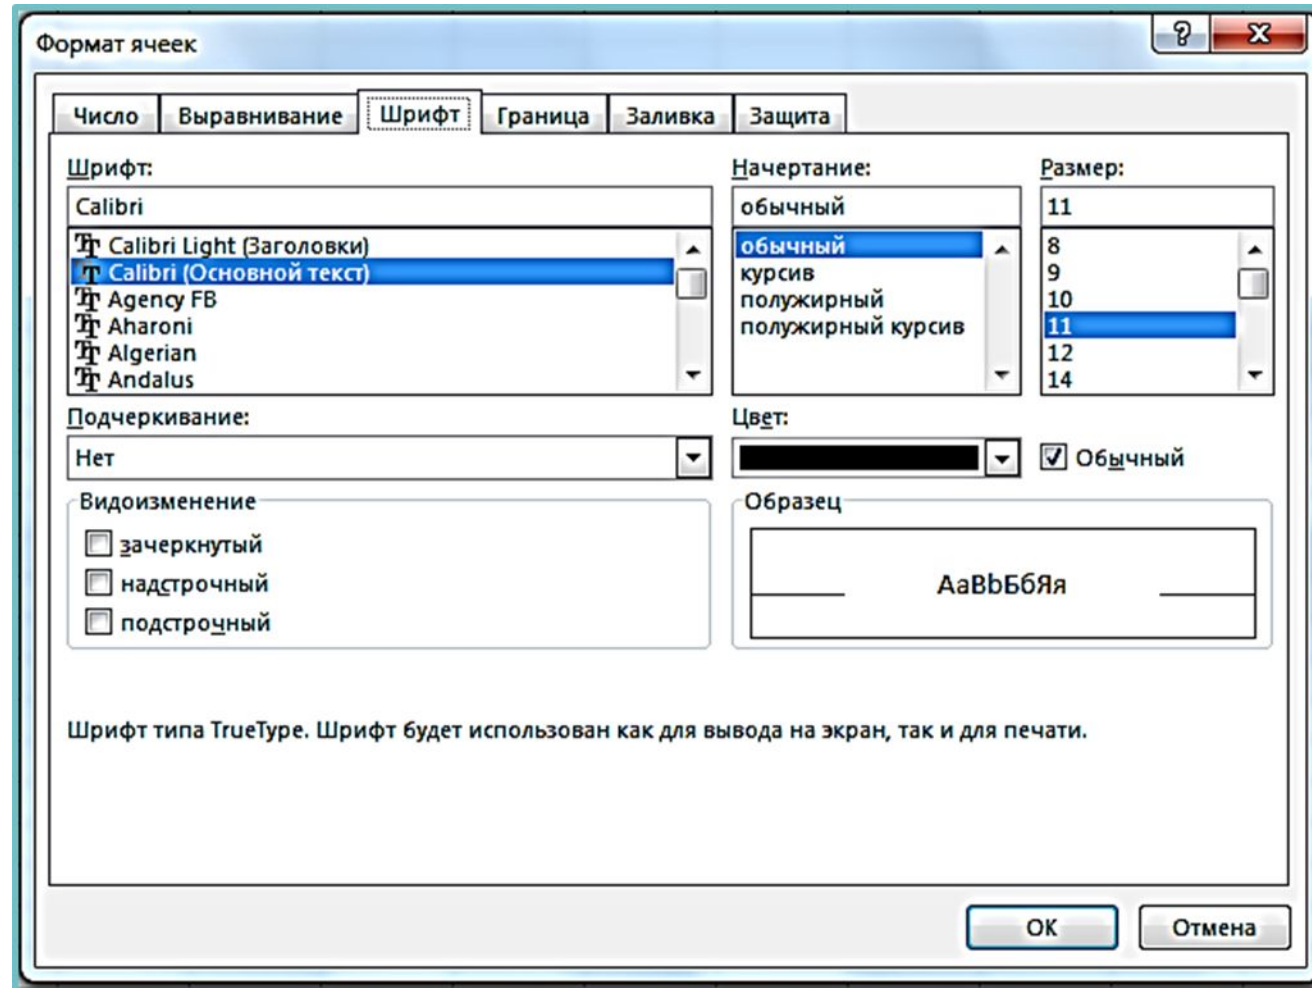 Формат ячеек
Число Выравнивание Шрифт Граница Заливка Защита
Шрифт: Начертание: Размер:
Calibri обычный 11
Calibri Light (Заголовки) обычный 8
Calibri (Основной текст) курсив 9
Agency FB полужирный 10
Aharoni полужирный курсив 11
Algerian 12
Andalus 14
Подчеркивание: Цвет:
Нет Обычный
Видоизменение Образец
зачеркнутый
надстрочный AaBbБбЯя
подстрочный
Шрифт типа TrueType. Шрифт будет использован как для вывода на экран, так и для печати.
ОК Отмена